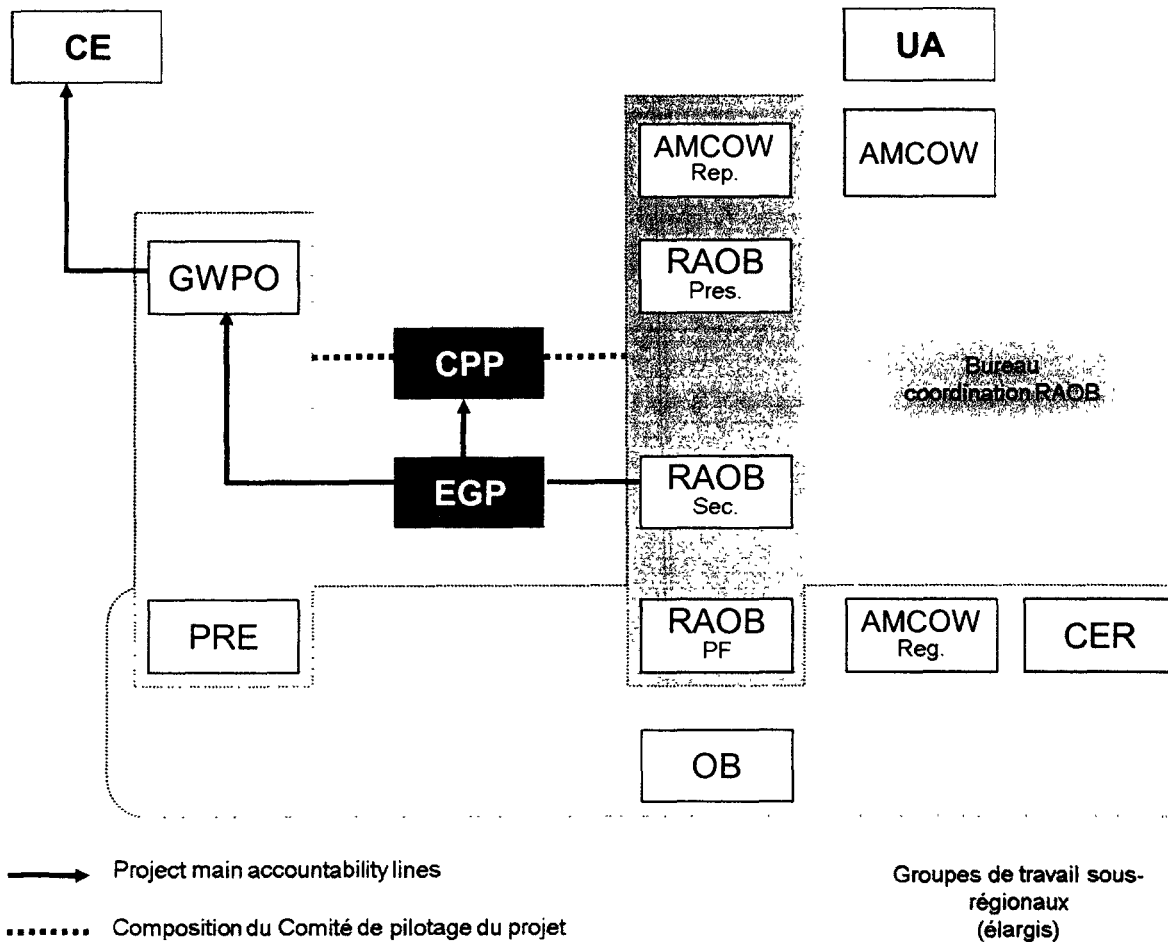 CE
UA
AMCOW
Rep.
AMCOW
GWPO
RAOB
Pres.
CPP
Bureau
coordination RAOB
EGP
RAOB
Sec.
PRE
RAOB
PF
AMCOW
Reg.
CER
OB
Project main accountability lines
Composition du Comité de pilotage du projet
Groupes de travail sous-
régionaux
(élargis)